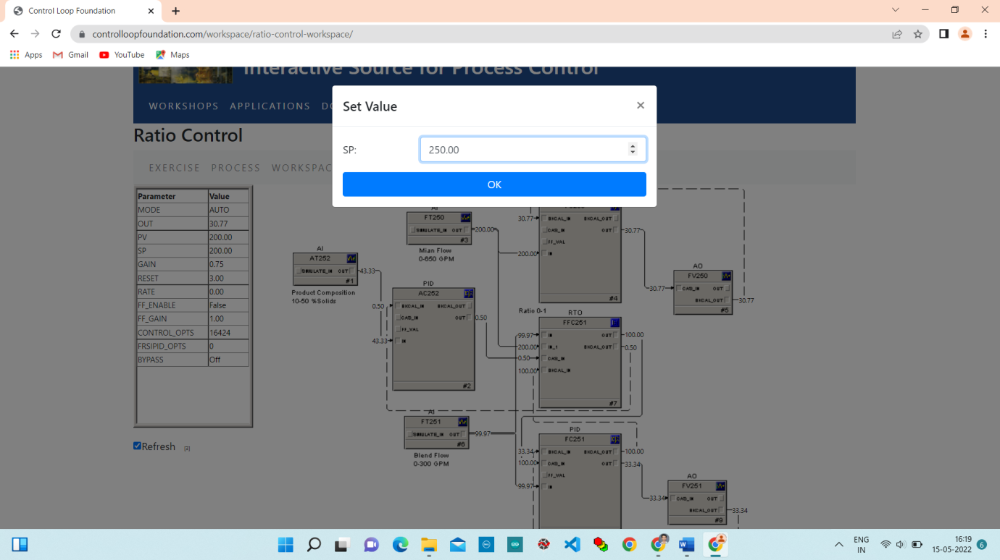 Control Loop Foundation
controlloopfoundation.com/workspace/ratio-control-workspace/
Apps Gmail YouTube Maps
Interactive Source for Process Control
WORKSHOPS APPLICATIONS
Set Value
SP: 250.00
OK
Ratio Control
EXERCISE PROCESS WORKSPAC
Parameter Value
MODE AUTO
OUT 30.77
PV 200.00
SP 200.00
GAIN 0.75
RESET 3.00
RATE 0.00
FF_ENABLE False
FF_GAIN 1.00
CONTROL_OPTS 16424
FRSIPID_OPTS 0
BYPASS Off
Refresh [3]
AI
AT252
SIMULATE_IN OUT 43.33
#1
Product Composition
10-50 %Solids
AI
FT250
SIMULATE_IN OUT 200.00
#3
Mian Flow
0-650 GPM
PID
AC252
0.50 BKCAL_IN BKCAL_OUT
CAS_IN OUT 0.50
FF_VAL
43.33 IN
#2
30.77 BKCAL_IN BKCAL_OUT
CAS_IN OUT 30.77
FF_VAL
200.00 IN
#4
AO
FV250
30.77 CAS_IN OUT
BKCAL_OUT 30.77
#5
Ratio 0-1 RTO
FFC251
99.97 IN OUT 100.00
200.00 IN_1 BKCAL_OUT 0.50
0.50 CAS_IN
100.00 BKCAL_IN
#7
AI
FT251
SIMULATE_IN OUT 99.97
#6
Blend Flow
0-300 GPM
PID
FC251
33.34 BKCAL_IN BKCAL_OUT 100.00
100.00 CAS_IN OUT 33.34
FF_VAL
99.97 IN
AO
FV251
33.34 CAS_IN OUT
BKCAL_OUT 33.34
#9
ENG
IN
16:19
15-05-2022
6